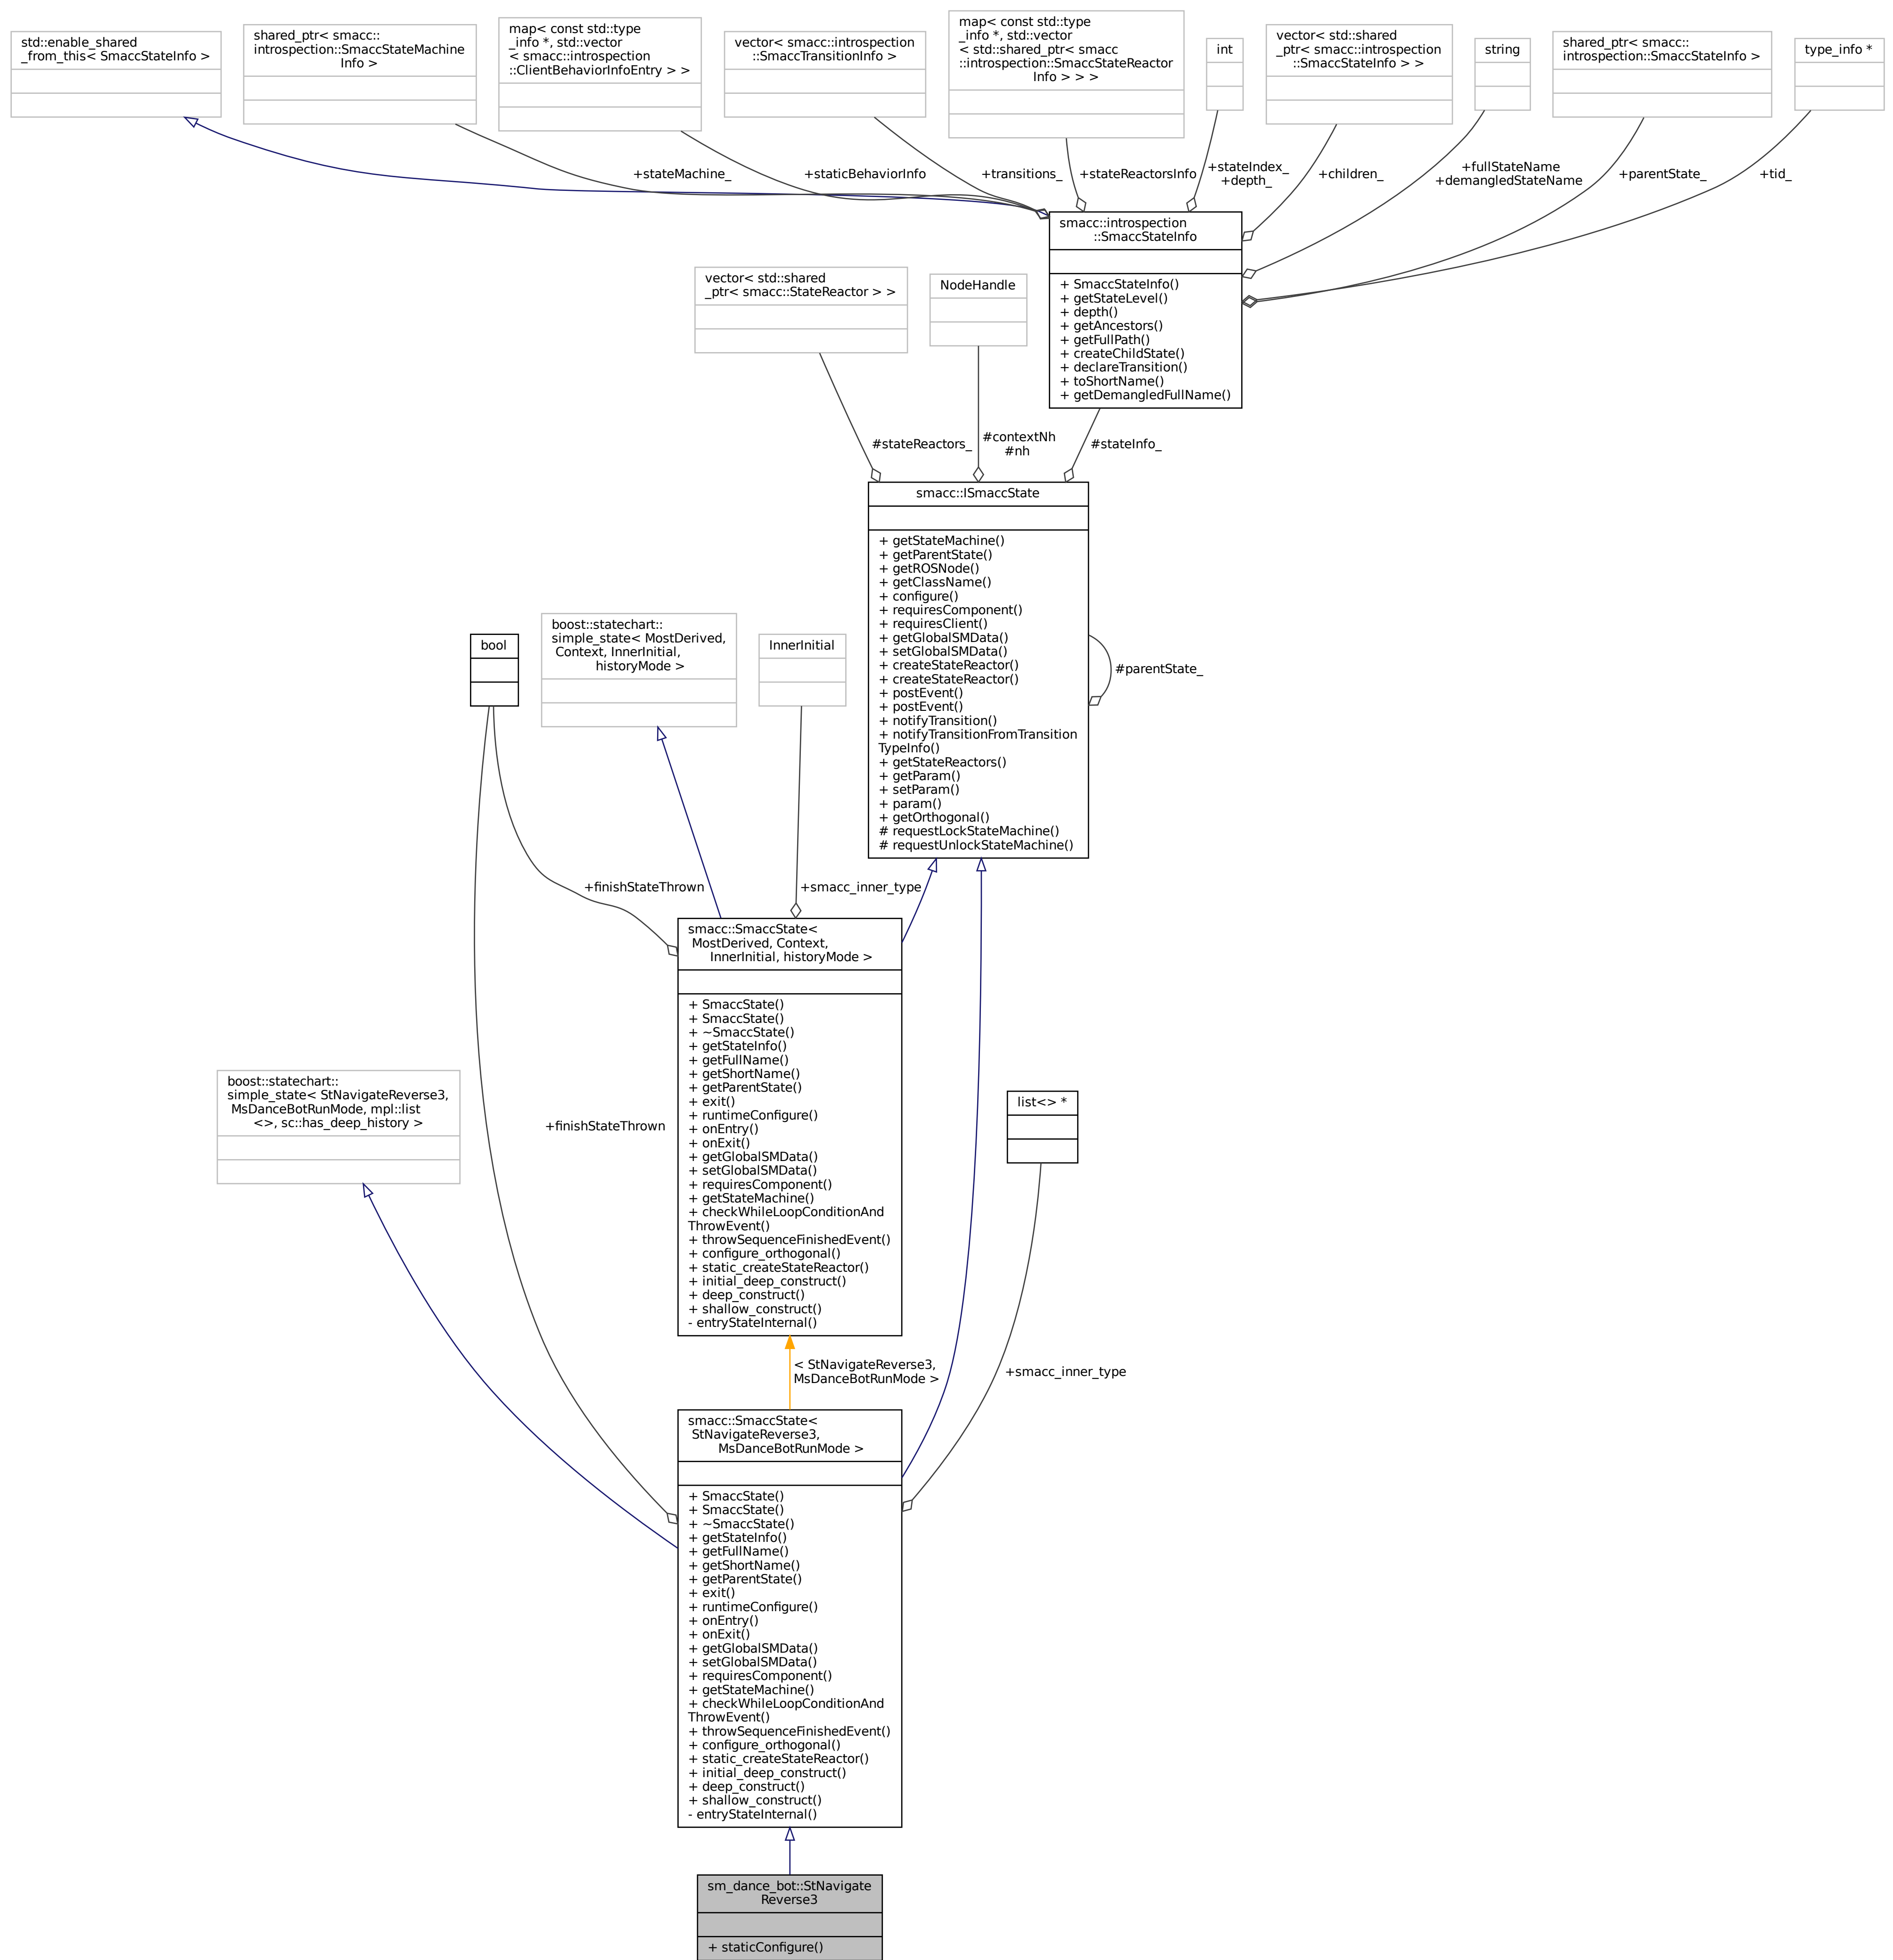 std::enable_shared
_from_this< SmaccStateInfo >
shared_ptr< smacc::
introspection::SmaccStateMachine
Info >
map< const std::type
_info *, std::vector
< smacc::introspection
::ClientBehaviorInfoEntry > >
vector< smacc::introspection
::SmaccTransitionInfo >
map< const std::type
_info *, std::vector
< std::shared_ptr< smacc
::introspection::SmaccStateReactor
Info > > >
int
vector< std::shared
_ptr< smacc::introspection
::SmaccStateInfo > >
string
shared_ptr< smacc::
introspection::SmaccStateInfo >
type_info *
+stateMachine_
+staticBehaviorInfo
+transitions_
+stateReactorsInfo
+stateIndex_
+depth_
+children_
+fullStateName
+demangledStateName
+parentState_
+tid_
smacc::introspection
::SmaccStateInfo
+ SmaccStateInfo()
+ getStateLevel()
+ depth()
+ getAncestors()
+ getFullPath()
+ createChildState()
+ declareTransition()
+ toShortName()
+ getDemangledFullName()
vector< std::shared
_ptr< smacc::StateReactor > >
NodeHandle
#stateReactors_
#contextNh
#nh
#stateInfo_
smacc::ISmaccState
+ getStateMachine()
+ getParentState()
+ getROSNode()
+ getClassName()
+ configure()
+ requiresComponent()
+ requiresClient()
+ getGlobalSMData()
+ setGlobalSMData()
+ createStateReactor()
+ createStateReactor()
+ postEvent()
+ postEvent()
+ notifyTransition()
+ notifyTransitionFromTransition
TypeInfo()
+ getStateReactors()
+ getParam()
+ setParam()
+ param()
+ getOrthogonal()
# requestLockStateMachine()
# requestUnlockStateMachine()
#parentState_
bool
boost::statechart::
simple_state< MostDerived,
Context, InnerInitial,
historyMode >
InnerInitial
+finishStateThrown
+smacc_inner_type
smacc::SmaccState<
MostDerived, Context,
InnerInitial, historyMode >
+ SmaccState()
+ SmaccState()
+ ~SmaccState()
+ getStateInfo()
+ getFullName()
+ getShortName()
+ getParentState()
+ exit()
+ runtimeConfigure()
+ onEntry()
+ onExit()
+ getGlobalSMData()
+ setGlobalSMData()
+ requiresComponent()
+ getStateMachine()
+ checkWhileLoopConditionAnd
ThrowEvent()
+ throwSequenceFinishedEvent()
+ configure_orthogonal()
+ static_createStateReactor()
+ initial_deep_construct()
+ deep_construct()
+ shallow_construct()
- entryStateInternal()
boost::statechart::
simple_state< StNavigateReverse3,
MsDanceBotRunMode, mpl::list
<>, sc::has_deep_history >
+finishStateThrown
list<> *
< StNavigateReverse3,
MsDanceBotRunMode >
+smacc_inner_type
smacc::SmaccState<
StNavigateReverse3,
MsDanceBotRunMode >
+ SmaccState()
+ SmaccState()
+ ~SmaccState()
+ getStateInfo()
+ getFullName()
+ getShortName()
+ getParentState()
+ exit()
+ runtimeConfigure()
+ onEntry()
+ onExit()
+ getGlobalSMData()
+ setGlobalSMData()
+ requiresComponent()
+ getStateMachine()
+ checkWhileLoopConditionAnd
ThrowEvent()
+ throwSequenceFinishedEvent()
+ configure_orthogonal()
+ static_createStateReactor()
+ initial_deep_construct()
+ deep_construct()
+ shallow_construct()
- entryStateInternal()
sm_dance_bot::StNavigate
Reverse3
+ staticConfigure()